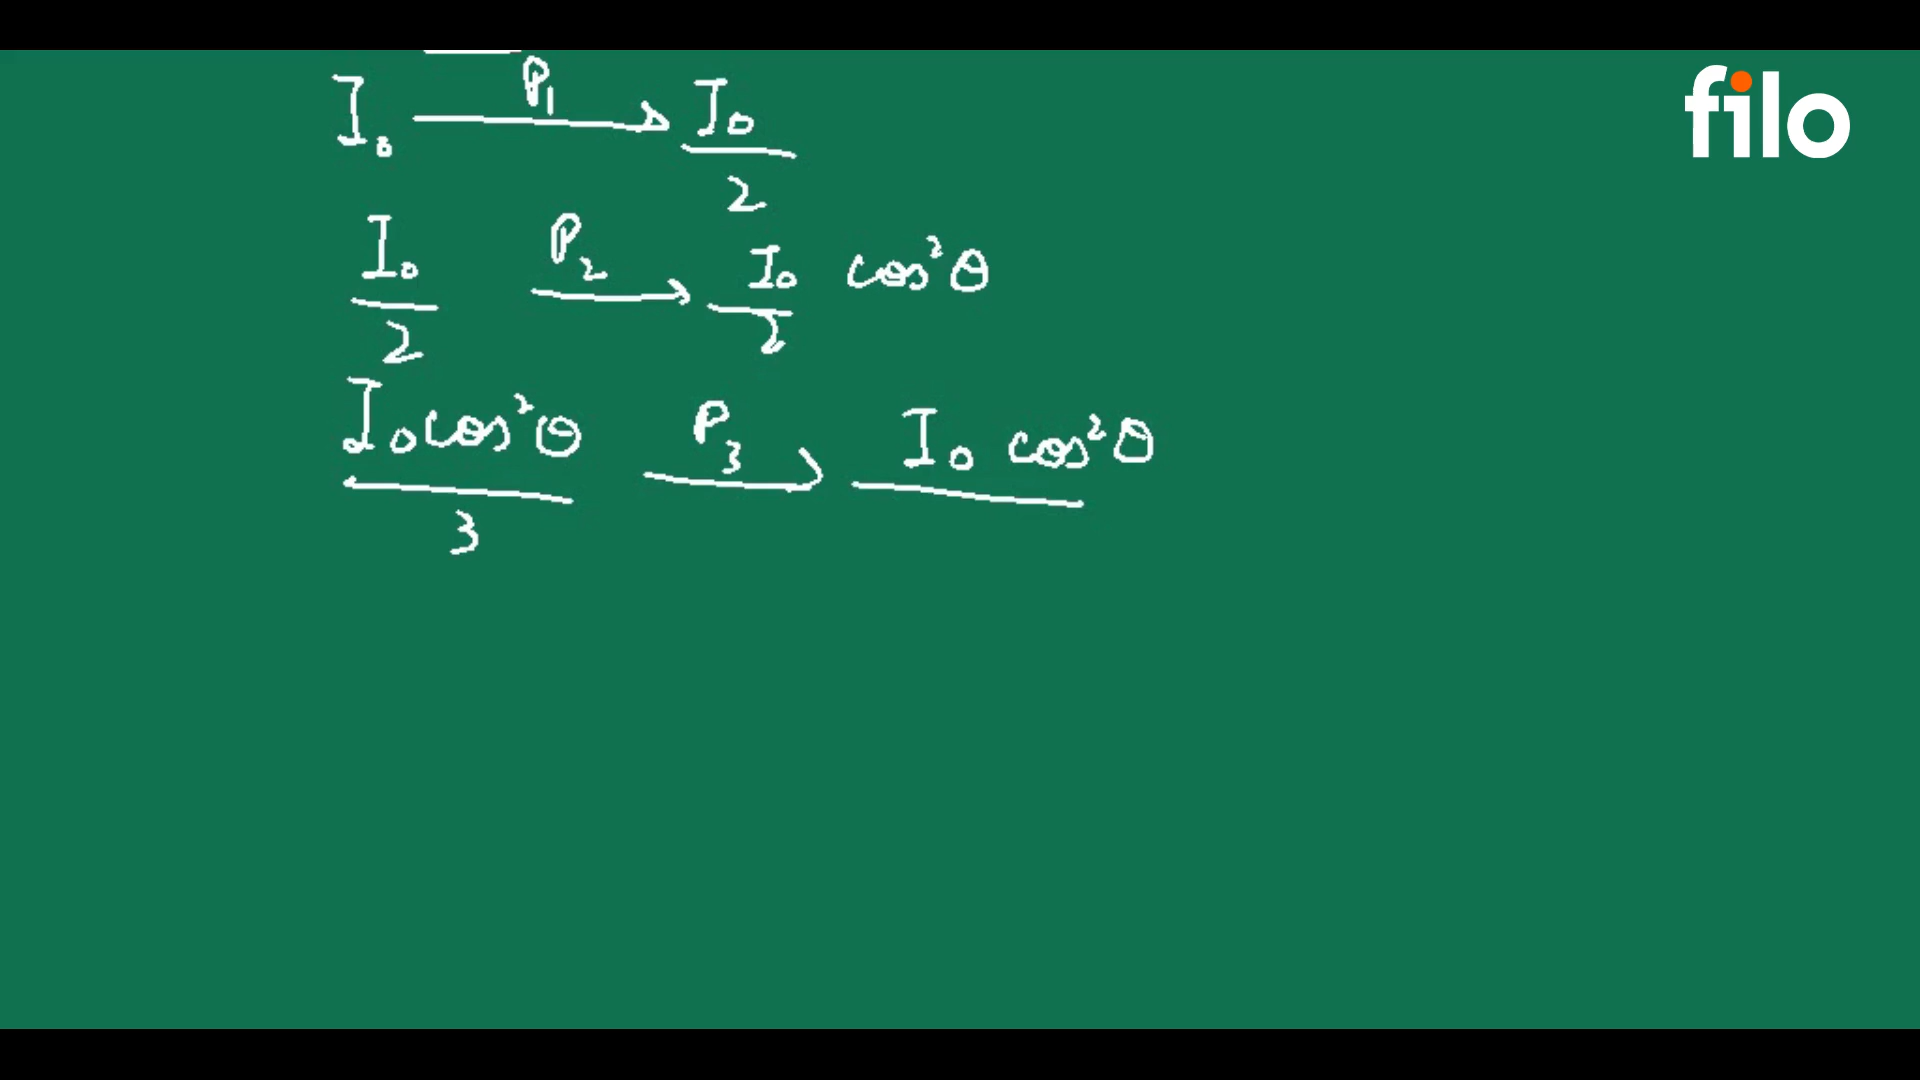 filo
I₀ P₁ → I₀/2
I₀/2 P₂ → I₀/2 cos²θ
I₀cos²θ/3 P₃ → I₀ cos²θ